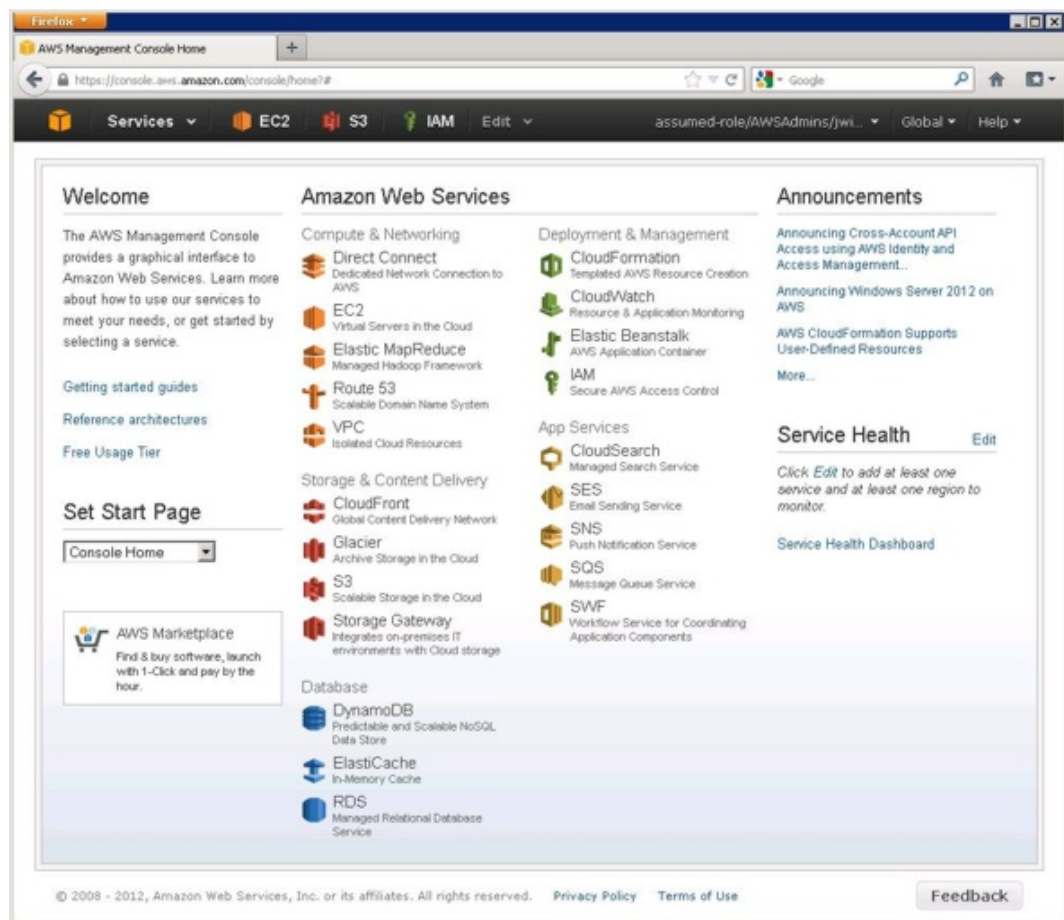 Firefox
AWS Management Console Home
+
https://console.aws.amazon.com/console/home?#
Google
Services
EC2
S3
IAM
Edit
assumed-role/AWSAdmins/jwi...
Global
Help
Welcome
The AWS Management Console
provides a graphical interface to
Amazon Web Services. Learn more
about how to use our services to
meet your needs, or get started by
selecting a service.
Getting started guides
Reference architectures
Free Usage Tier
Set Start Page
Console Home
AWS Marketplace
Find & buy software, launch
with 1-Click and pay by the
hour.
Amazon Web Services
Compute & Networking
Direct Connect
Dedicated Network Connection to
AWS
EC2
Virtual Servers in the Cloud
Elastic MapReduce
Managed Hadoop Framework
Route 53
Scalable Domain Name System
VPC
Isolated Cloud Resources
Storage & Content Delivery
CloudFront
Global Content Delivery Network
Glacier
Archive Storage in the Cloud
S3
Scalable Storage in the Cloud
Storage Gateway
Integrates on-premises IT
environments with Cloud storage
Database
DynamoDB
Predictable and Scalable NoSQL
Data Store
ElastiCache
In-Memory Cache
RDS
Managed Relational Database
Service
Deployment & Management
CloudFormation
Templated AWS Resource Creation
CloudWatch
Resource & Application Monitoring
Elastic Beanstalk
AWS Application Container
IAM
Secure AWS Access Control
App Services
CloudSearch
Managed Search Service
SES
Email Sending Service
SNS
Push Notification Service
SQS
Message Queue Service
SWF
Workflow Service for Coordinating
Application Components
Announcements
Announcing Cross-Account API
Access using AWS Identity and
Access Management...
Announcing Windows Server 2012 on
AWS
AWS CloudFormation Supports
User-Defined Resources
More...
Service Health
Edit
Click Edit to add at least one
service and at least one region to
monitor.
Service Health Dashboard
© 2008 - 2012, Amazon Web Services, Inc. or its affiliates. All rights reserved.
Privacy Policy
Terms of Use
Feedback